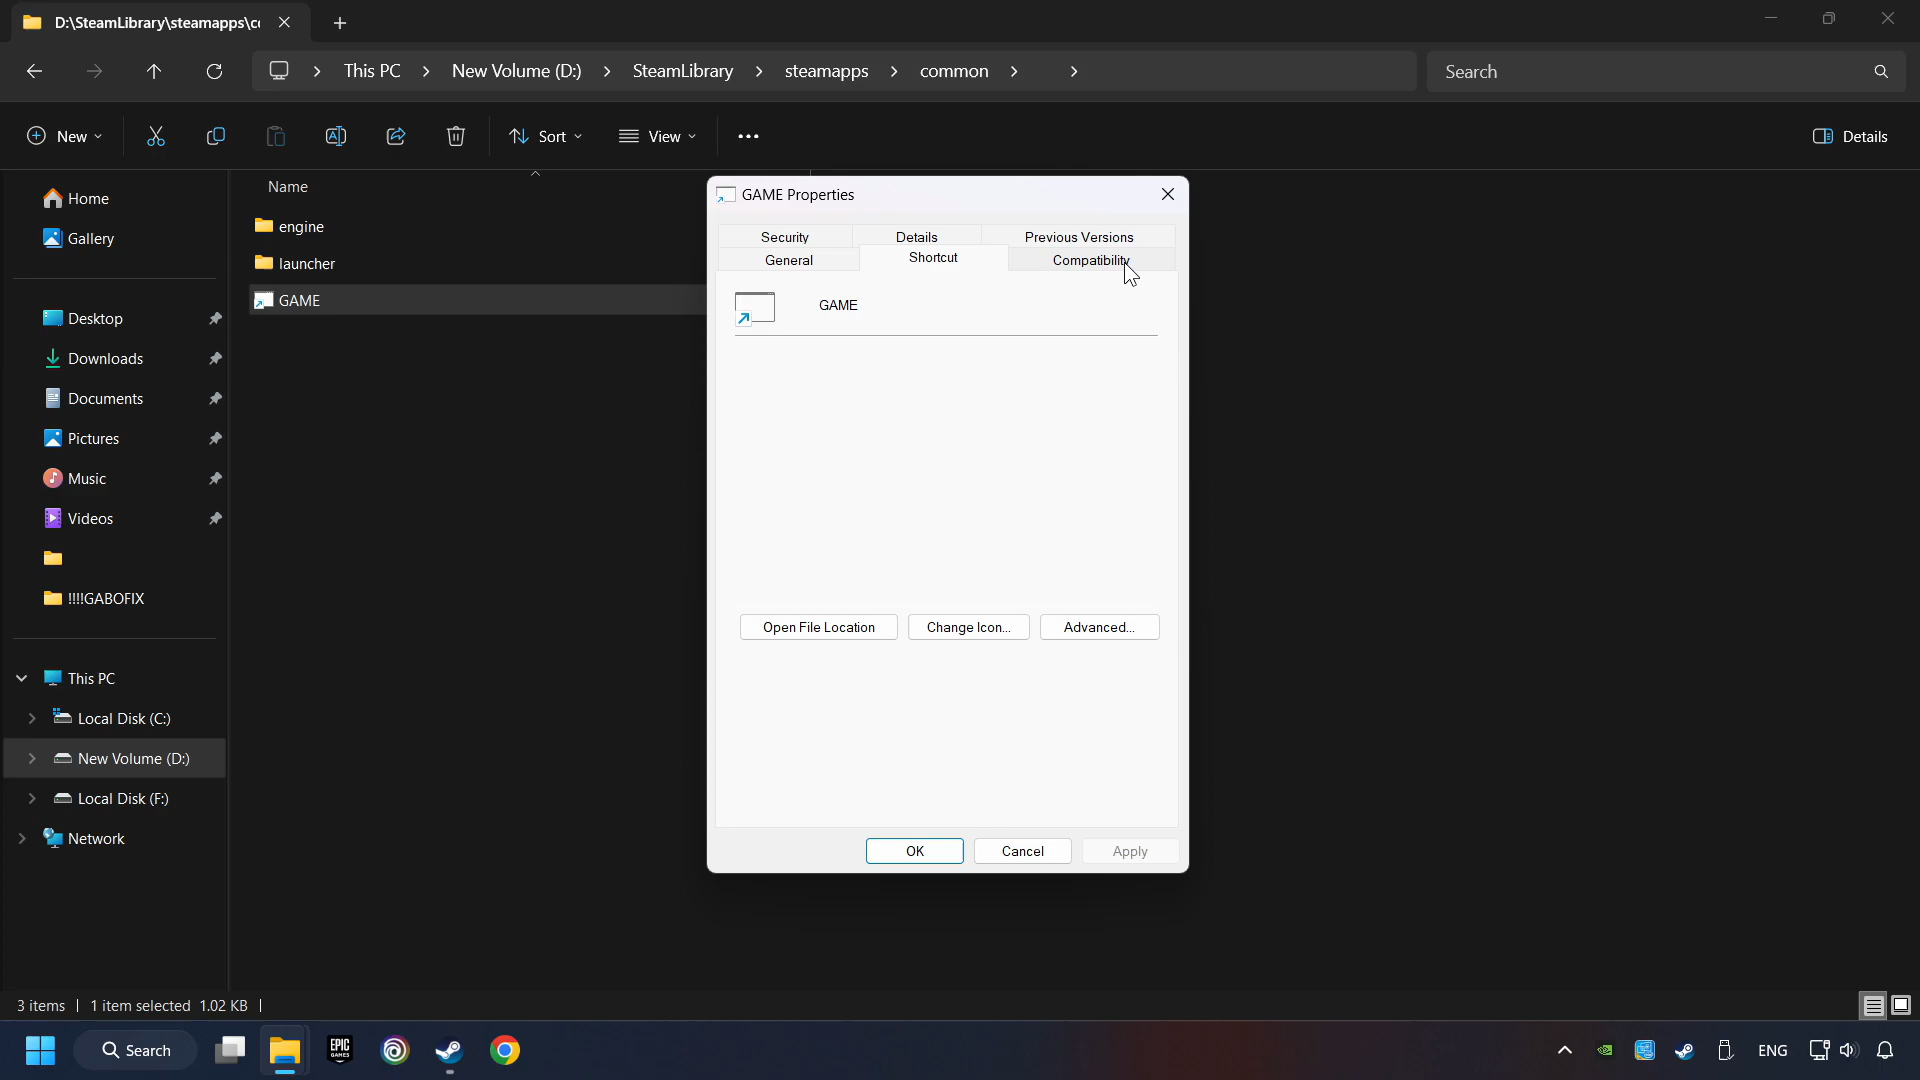 D:\SteamLibrary\steamapps\c
This PC New Volume (D:) SteamLibrary steamapps common
Search
New Sort View Details
Name
Home
Gallery
Desktop
Downloads
Documents
Pictures
Music
Videos
!!!!GABOFIX
This PC
Local Disk (C:)
New Volume (D:)
Local Disk (F:)
Network
engine
launcher
GAME
GAME Properties
Security Details Previous Versions
General Shortcut Compatibility
GAME
Open File Location Change Icon... Advanced...
OK Cancel Apply
3 items 1 item selected 1.02 KB
Search EPIC GAMES ENG